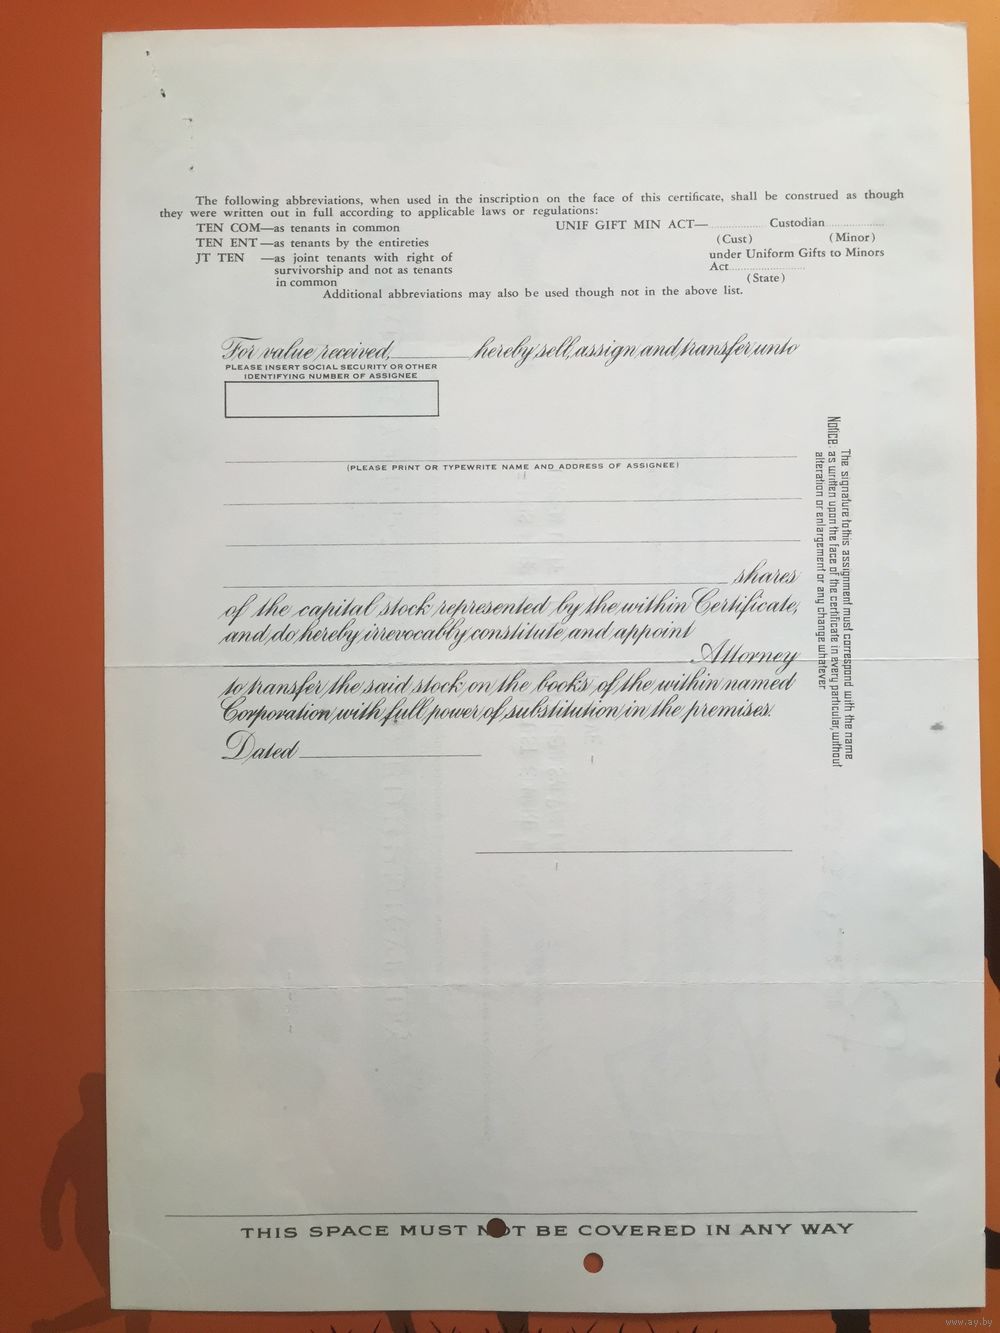 The following abbreviations, when used in the inscription on the face of this certificate, shall be construed as though
they were written out in full according to applicable laws or regulations:
TEN COM—as tenants in common
TEN ENT—as tenants by the entireties
JT TEN —as joint tenants with right of
survivorship and not as tenants
in common
UNIF GIFT MIN ACT—.................... Custodian....................
(Cust) (Minor)
under Uniform Gifts to Minors
Act....................
(State)
Additional abbreviations may also be used though not in the above list.
For value received, ________ hereby sell, assign and transfer unto
PLEASE INSERT SOCIAL SECURITY OR OTHER
IDENTIFYING NUMBER OF ASSIGNEE
(PLEASE PRINT OR TYPEWRITE NAME AND ADDRESS OF ASSIGNEE)
shares
of the capital stock represented by the within Certificate,
and do hereby irrevocably constitute and appoint
Attorney
to transfer the said stock on the books of the within named
Corporation with full power of substitution in the premises.
Dated
The signature to this assignment must correspond with the name
Notice: as written upon the face of the certificate in every particular, without
alteration or enlargement or any change whatever
THIS SPACE MUST NOT BE COVERED IN ANY WAY
www.ay.by